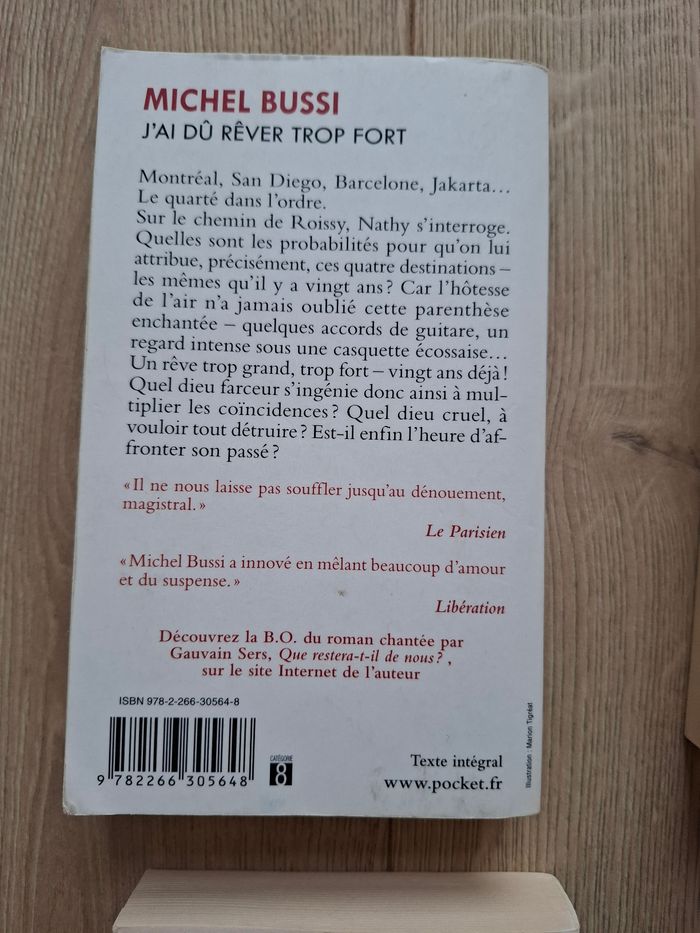 MICHEL BUSSI
J'AI DÛ RÊVER TROP FORT
Montréal, San Diego, Barcelone, Jakarta...
Le quarté dans l'ordre.
Sur le chemin de Roissy, Nathy s'interroge.
Quelles sont les probabilités pour qu'on lui
attribue, précisément, ces quatre destinations –
les mêmes qu'il y a vingt ans ? Car l'hôtesse
de l'air n'a jamais oublié cette parenthèse
enchantée – quelques accords de guitare, un
regard intense sous une casquette écossaise...
Un rêve trop grand, trop fort – vingt ans déjà !
Quel dieu farceur s'ingénie donc ainsi à mul-
tiplier les coïncidences ? Quel dieu cruel, à
vouloir tout détruire ? Est-il enfin l'heure d'af-
fronter son passé ?
« Il ne nous laisse pas souffler jusqu'au dénouement,
magistral. »
Le Parisien
« Michel Bussi a innové en mêlant beaucoup d'amour
et du suspense. »
Libération
Découvrez la B.O. du roman chantée par
Gauvain Sers, Que restera-t-il de nous ? ,
sur le site Internet de l'auteur
ISBN 978-2-266-30564-8
9 782266 305648
CATÉGORIE
8
Texte intégral
www.pocket.fr
Illustration : Marion Tigréat